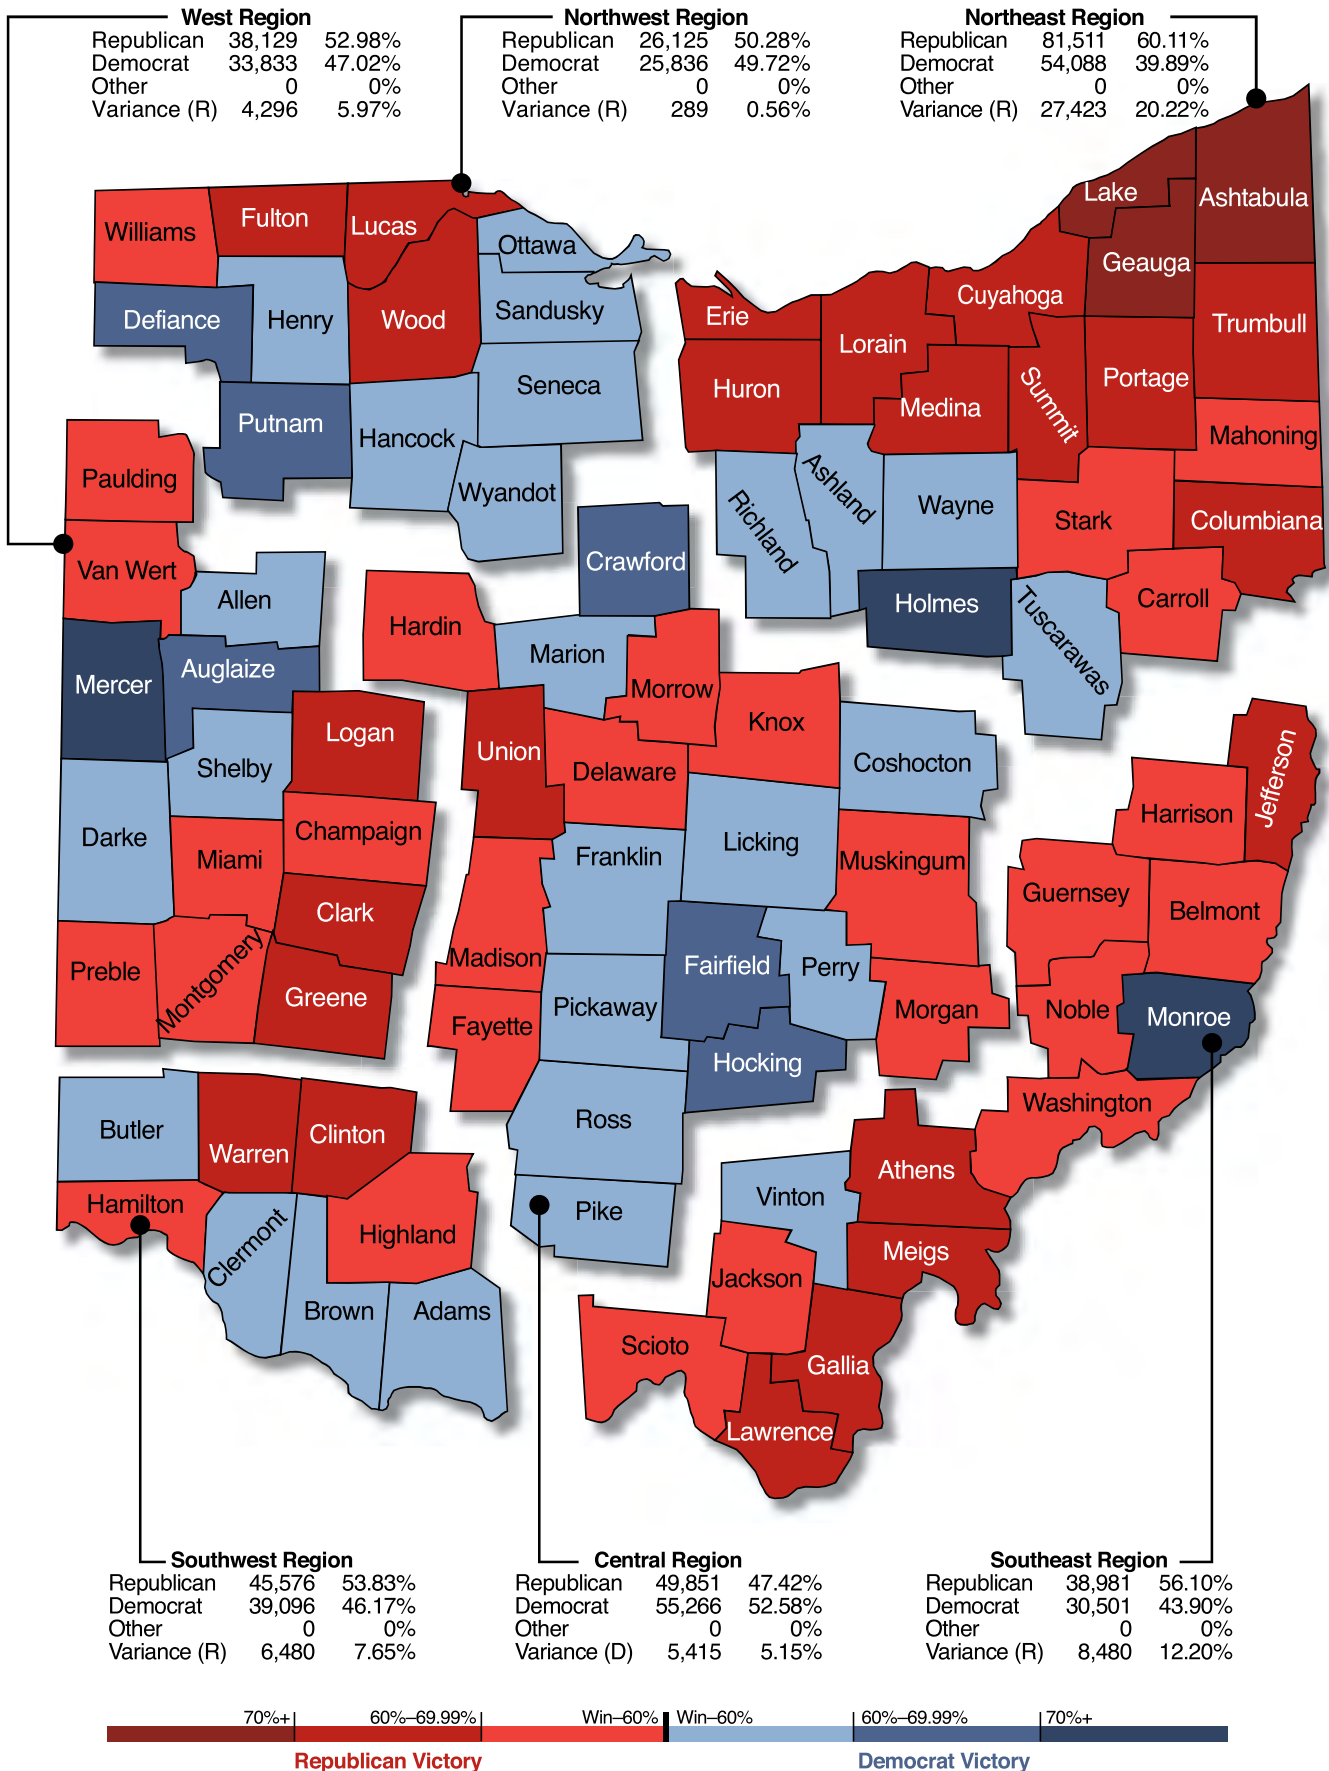 West Region
Republican 38,129 52.98%
Democrat 33,833 47.02%
Other 0 0%
Variance (R) 4,296 5.97%
Northwest Region
Republican 26,125 50.28%
Democrat 25,836 49.72%
Other 0 0%
Variance (R) 289 0.56%
Northeast Region
Republican 81,511 60.11%
Democrat 54,088 39.89%
Other 0 0%
Variance (R) 27,423 20.22%
Williams
Fulton
Lucas
Ottawa
Defiance
Henry
Wood
Sandusky
Seneca
Putnam
Hancock
Wyandot
Lake
Ashtabula
Geauga
Cuyahoga
Erie
Lorain
Trumbull
Huron
Medina
Summit
Portage
Mahoning
Richland
Ashland
Wayne
Stark
Columbiana
Holmes
Tuscarawas
Carroll
Paulding
Van Wert
Allen
Mercer
Auglaize
Shelby
Logan
Darke
Miami
Champaign
Clark
Preble
Montgomery
Greene
Crawford
Hardin
Marion
Morrow
Knox
Union
Delaware
Coshocton
Franklin
Licking
Muskingum
Madison
Fairfield
Perry
Pickaway
Fayette
Morgan
Hocking
Ross
Pike
Jefferson
Harrison
Guernsey
Belmont
Noble
Monroe
Washington
Athens
Vinton
Meigs
Jackson
Scioto
Gallia
Lawrence
Butler
Warren
Clinton
Hamilton
Clermont
Highland
Brown
Adams
Southwest Region
Republican 45,576 53.83%
Democrat 39,096 46.17%
Other 0 0%
Variance (R) 6,480 7.65%
Central Region
Republican 49,851 47.42%
Democrat 55,266 52.58%
Other 0 0%
Variance (D) 5,415 5.15%
Southeast Region
Republican 38,981 56.10%
Democrat 30,501 43.90%
Other 0 0%
Variance (R) 8,480 12.20%
70%+ 60%–69.99% Win–60% Win–60% 60%–69.99% 70%+
Republican Victory Democrat Victory